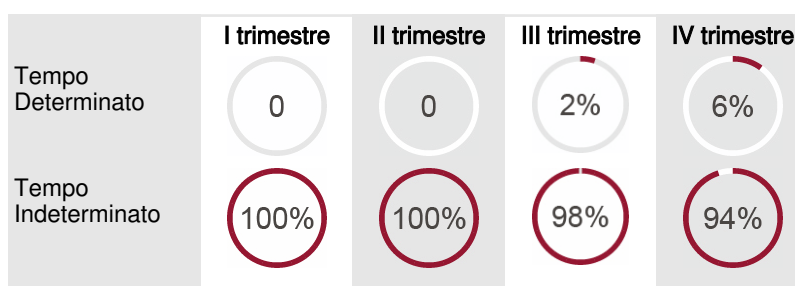 I trimestre II trimestre III trimestre IV trimestre
Tempo
Determinato 0 0 2% 6%
Tempo
Indeterminato 100% 100% 98% 94%